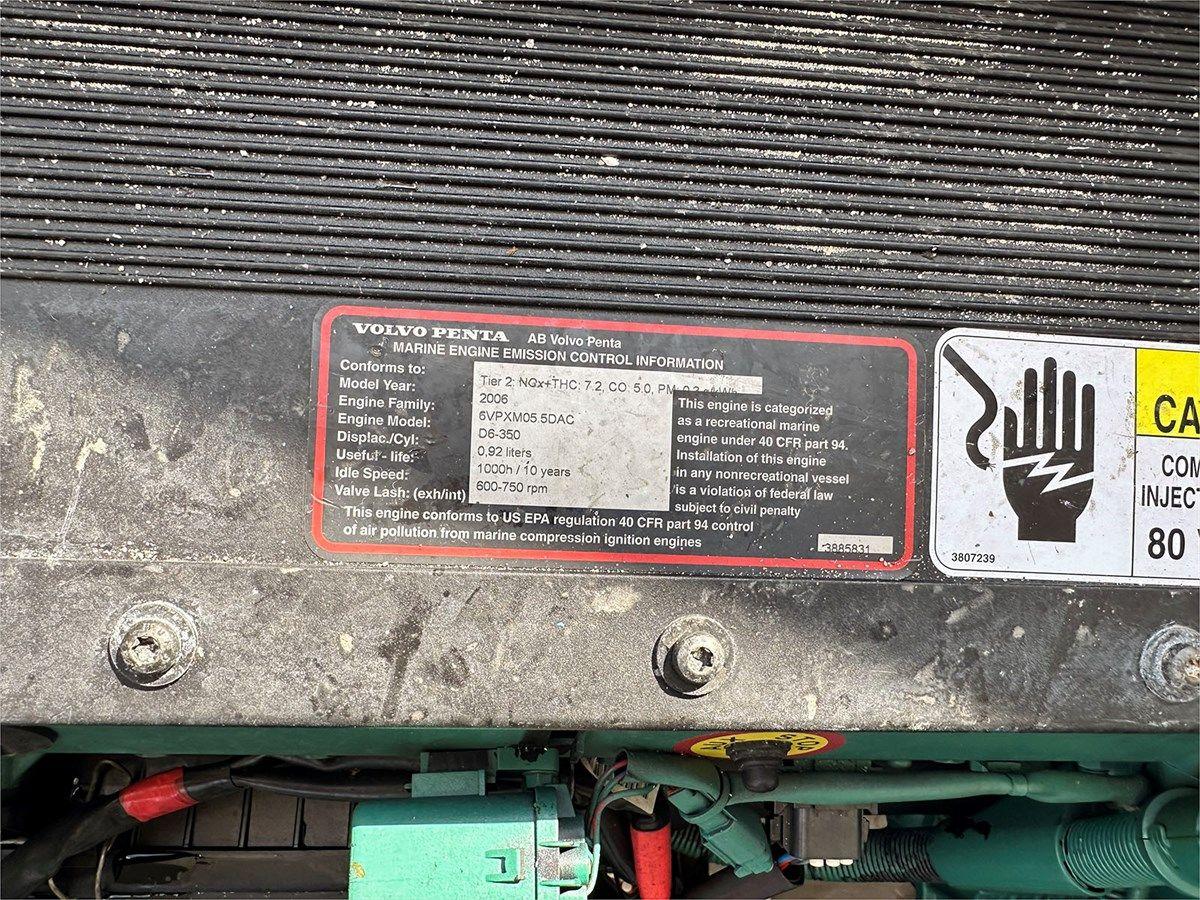 VOLVO PENTA AB Volvo Penta
MARINE ENGINE EMISSION CONTROL INFORMATION
Conforms to: Tier 2: NOx+THC: 7.2, CO: 5.0, PM
Model Year: 2006
Engine Family: 6VPXM05.5DAC
Engine Model: D6-350
Displac./Cyl: 0,92 liters
Useful - life: 1000h / 10 years
Idle Speed: 600-750 rpm
Valve Lash: (exh/int)
This engine is categorized
as a recreational marine
engine under 40 CFR part 94.
Installation of this engine
in any nonrecreational vessel
is a violation of federal law
subject to civil penalty
This engine conforms to US EPA regulation 40 CFR part 94 control
of air pollution from marine compression ignition engines
3885831
3807239
CA
COM
INJECT
80 V
STOP